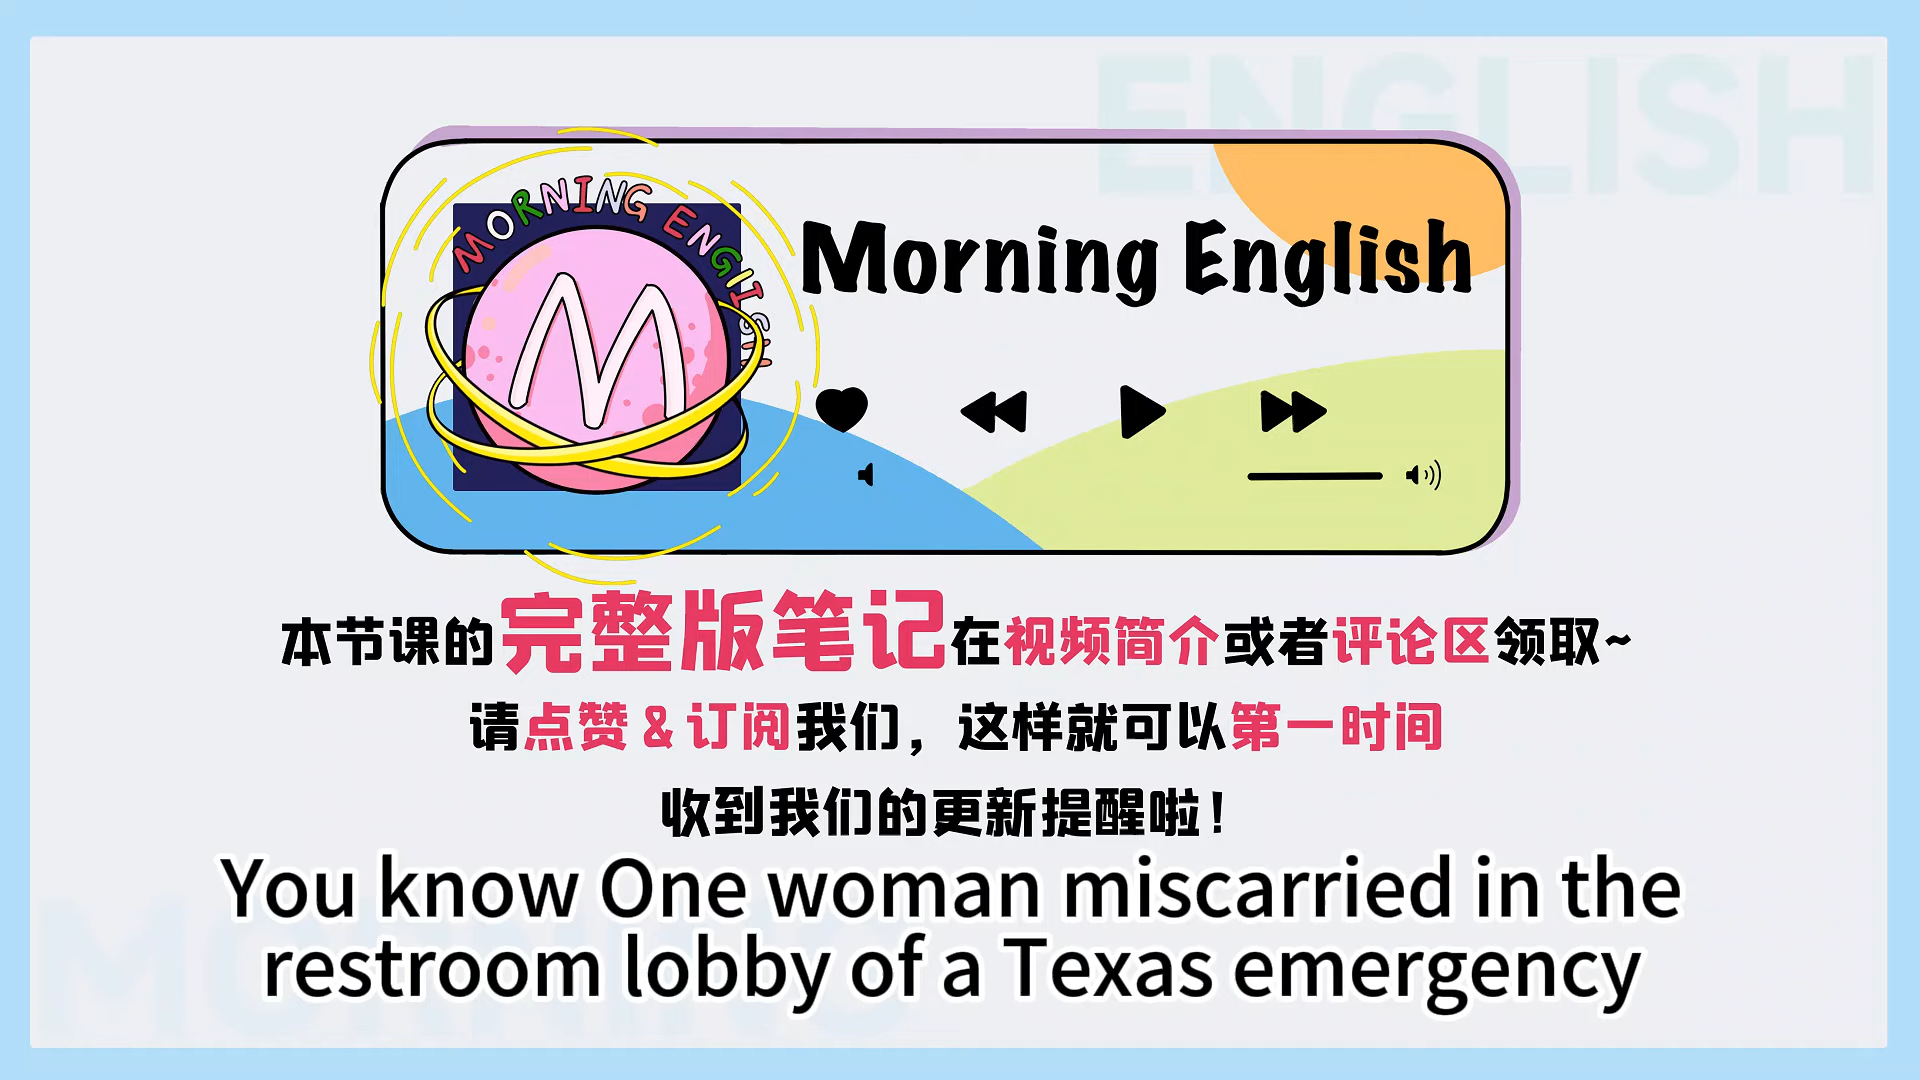 ENGLISH
MORNING ENGLISH
M
Morning English
本节课的完整版笔记在视频简介或者评论区领取~
请点赞&订阅我们，这样就可以第一时间
收到我们的更新提醒啦！
You know One woman miscarried in the
restroom lobby of a Texas emergency
MORNING